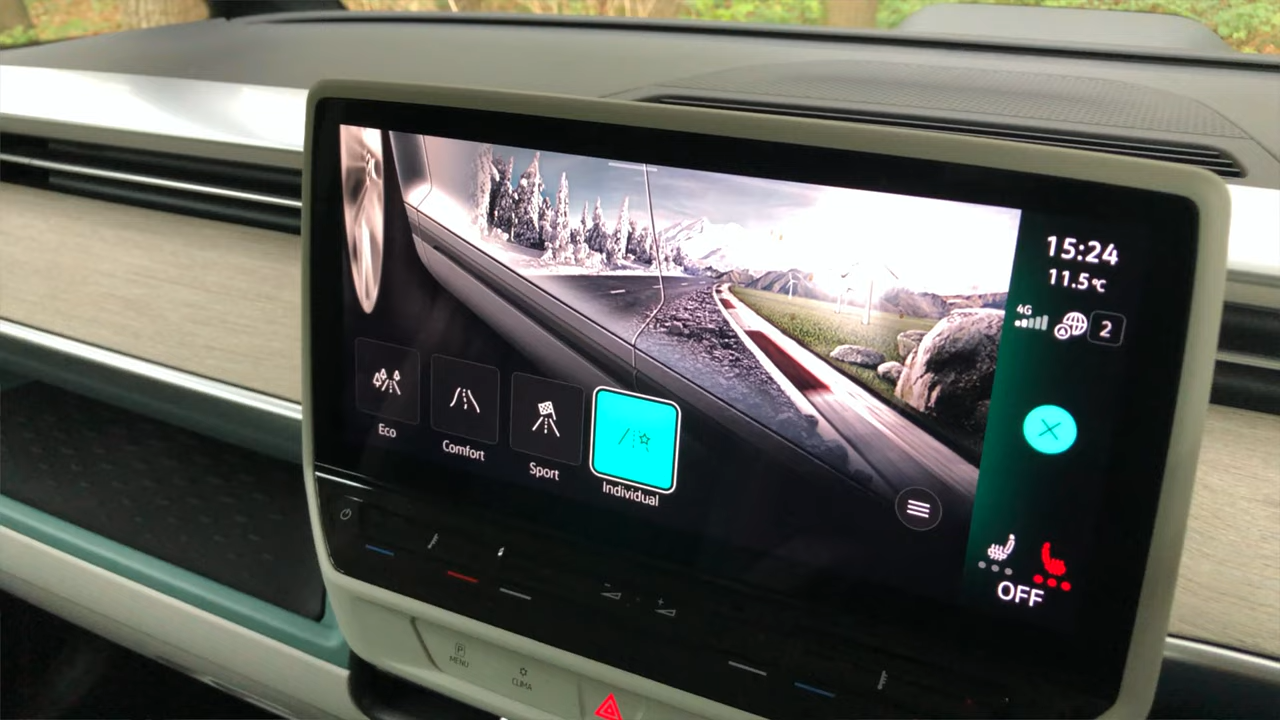 15:24
11.5°C
4G
2
Eco
Comfort
Sport
Individual
OFF
P
MENU
CLIMA